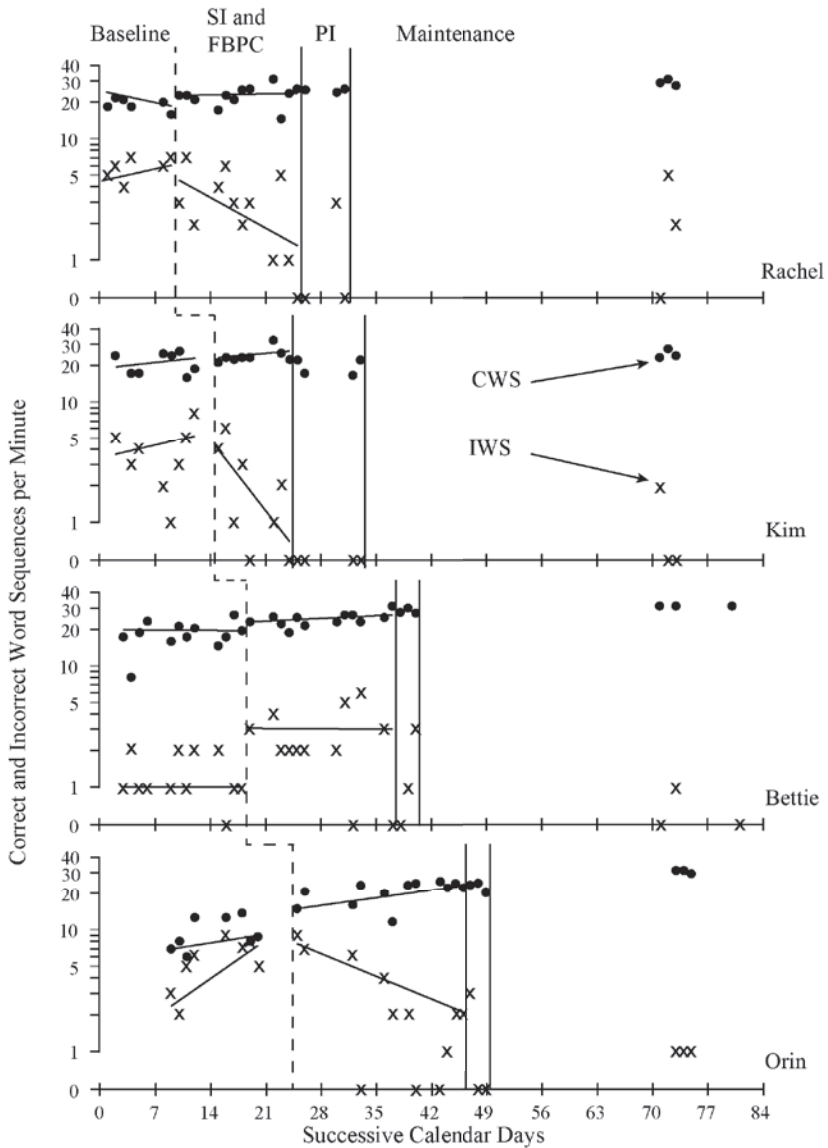 Baseline
SI and
FBPC
PI
Maintenance
40
30
20
10
5
1
0
Rachel
40
30
20
10
5
1
0
CWS
IWS
Kim
40
30
20
10
5
1
0
Bettie
40
30
20
10
5
1
0
Orin
0 7 14 21 28 35 42 49 56 63 70 77 84
Successive Calendar Days
Correct and Incorrect Word Sequences per Minute